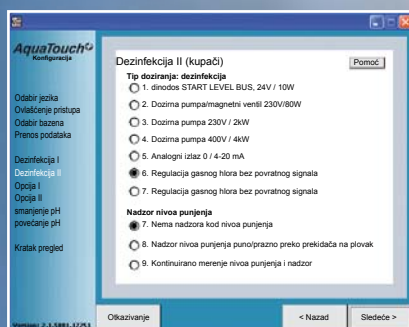 AquaTouch
Konfiguracija
Odabir jezika
Ovlašćenje pristupa
Odabir bazena
Prenos podataka
Dezinfekcija I
Dezinfekcija II
Opcija I
Opcija II
smanjenje pH
povećanje pH
Kratak pregled
Dezinfekcija II (kupači)
Pomoć
Tip doziranja: dezinfekcija
1. dinodos START LEVEL BUS, 24V / 10W
2. Dozirna pumpa/magnetni ventil 230V/80W
3. Dozirna pumpa 230V / 2kW
4. Dozirna pumpa 400V / 4kW
5. Analogni izlaz 0 / 4-20 mA
6. Regulacija gasnog hlora bez povratnog signala
7. Regulacija gasnog hlora bez povratnog signala
Nadzor nivoa punjenja
7. Nema nadzora kod nivoa punjenja
8. Nadzor nivoa punjenja puno/prazno preko prekidača na plovak
9. Kontinuirano merenje nivoa punjenja i nadzor
Otkazivanje
< Nazad
Sledeće >